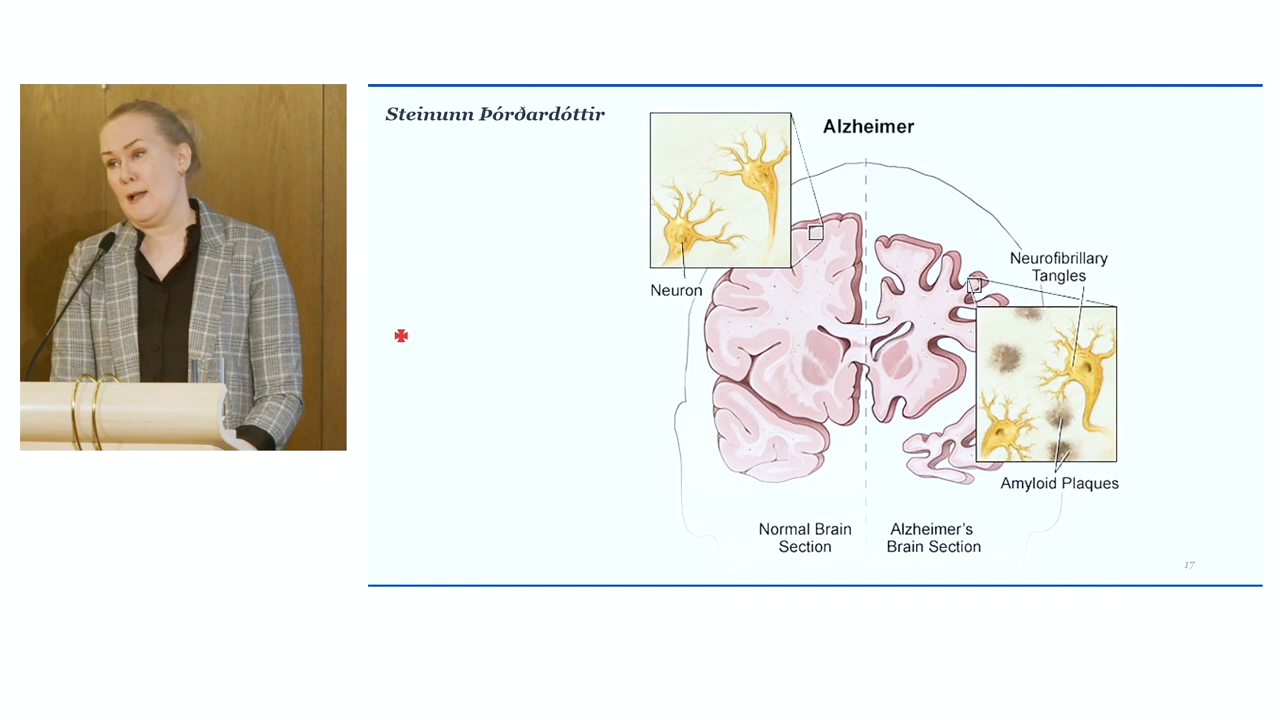 Steinunn Þórðardóttir
Alzheimer
Neuron
Neurofibrillary
Tangles
Amyloid Plaques
Normal Brain
Section
Alzheimer's
Brain Section
17